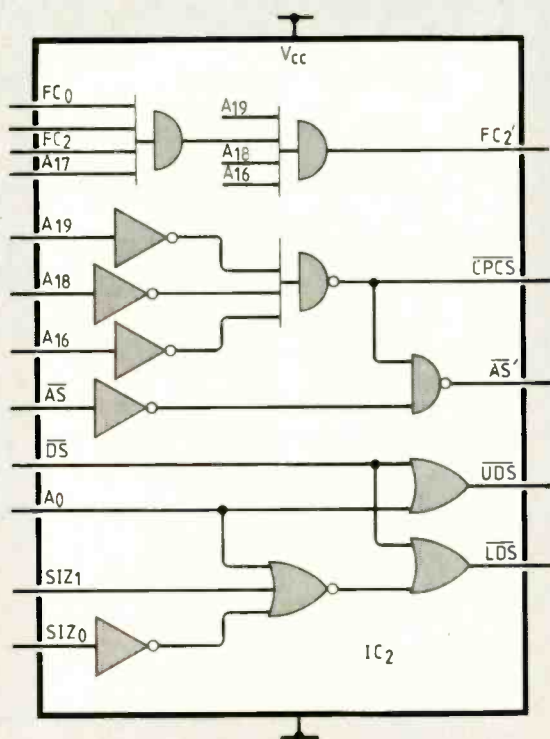 Vcc
FC0
FC2
A17
A19
A18
A16
FC2'
A19
A18
A16
AS
CPCS
AS'
DS
A0
SIZ1
SIZ0
UDS
LDS
IC2